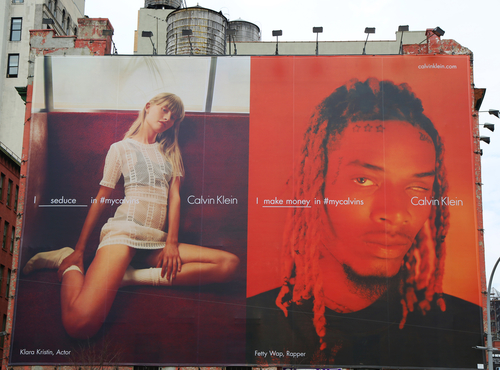 calvinklein.com
I seduce in #mycalvins
Calvin Klein
I make money in #mycalvins
Calvin Klein
Klara Kristin, Actor
Fetty Wap, Rapper